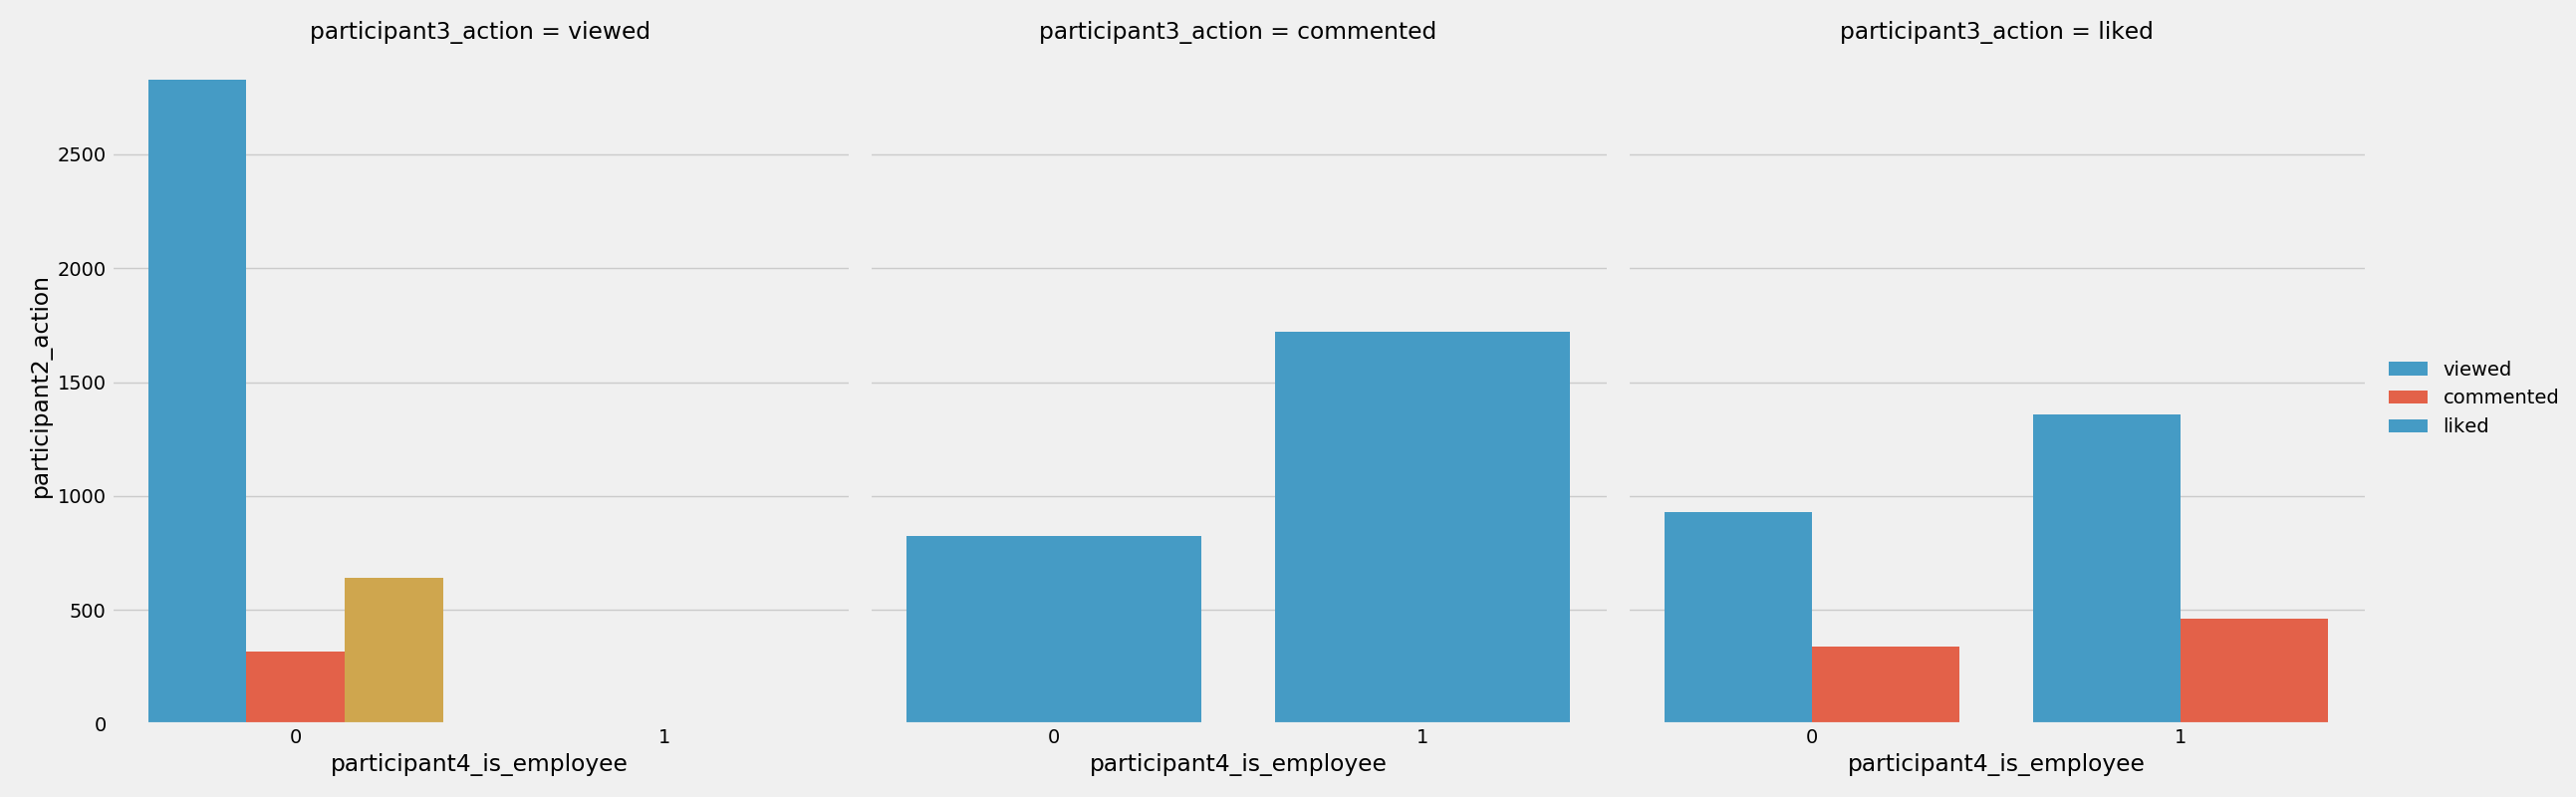 participant3_action = viewed
participant3_action = commented
participant3_action = liked
participant2_action
2500
2000
1500
1000
500
0
0
1
0
1
0
1
participant4_is_employee
participant4_is_employee
participant4_is_employee
viewed
commented
liked